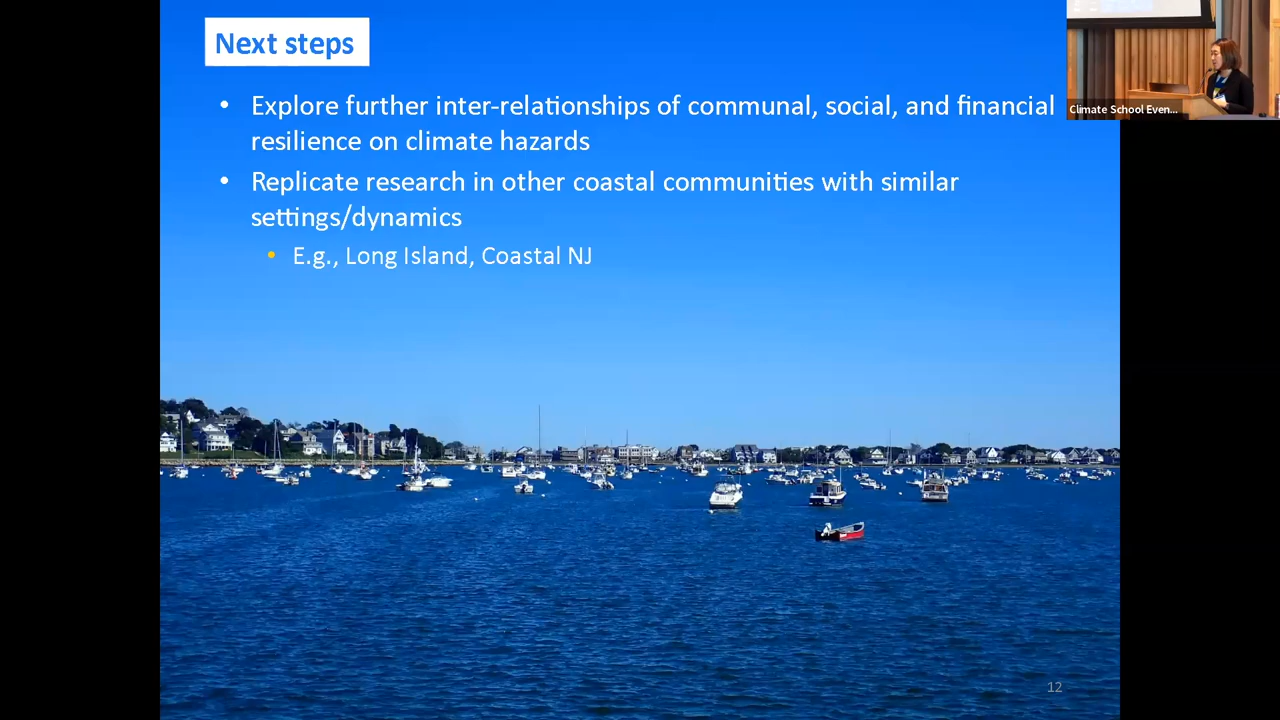 Next steps
• Explore further inter-relationships of communal, social, and financial
resilience on climate hazards
• Replicate research in other coastal communities with similar
settings/dynamics
• E.g., Long Island, Coastal NJ
Climate School Even...
12